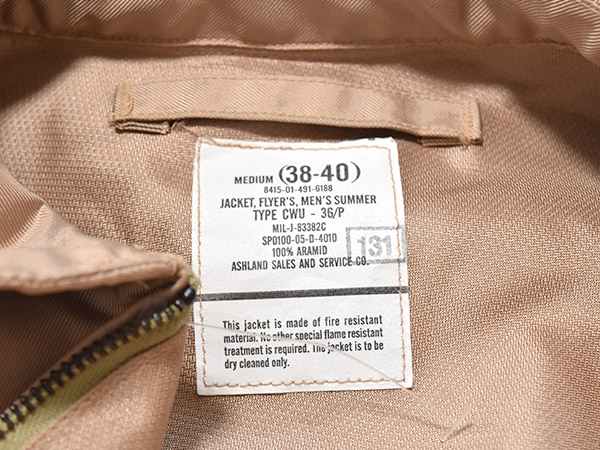 MEDIUM (38-40)
8415-01-491-6188
JACKET, FLYER'S, MEN'S SUMMER
TYPE CWU - 36/P
MIL-J-83382C
SPO100-05-D-4010
100% ARAMID
131
ASHLAND SALES AND SERVICE CO.
This jacket is made of fire resistant
material. No other special flame resistant
treatment is required. The jacket is to be
dry cleaned only.